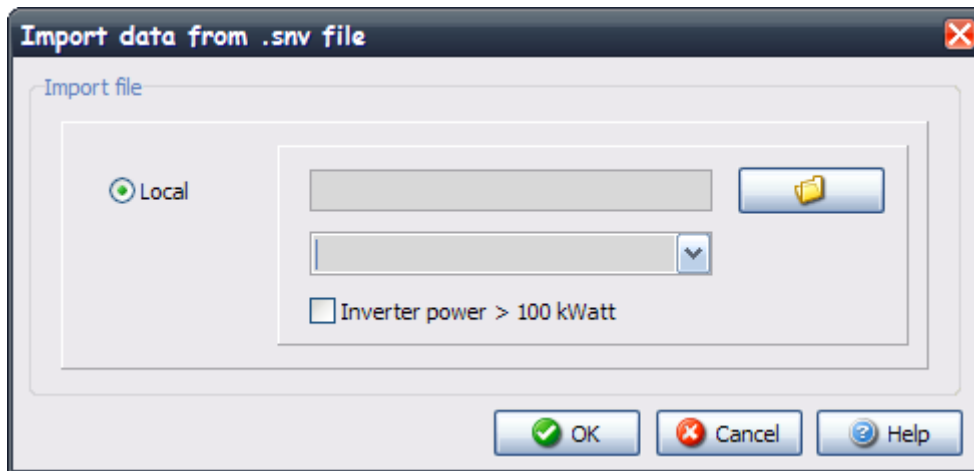 Import data from .snv file
Import file
Local
Inverter power > 100 kWatt
OK
Cancel
Help